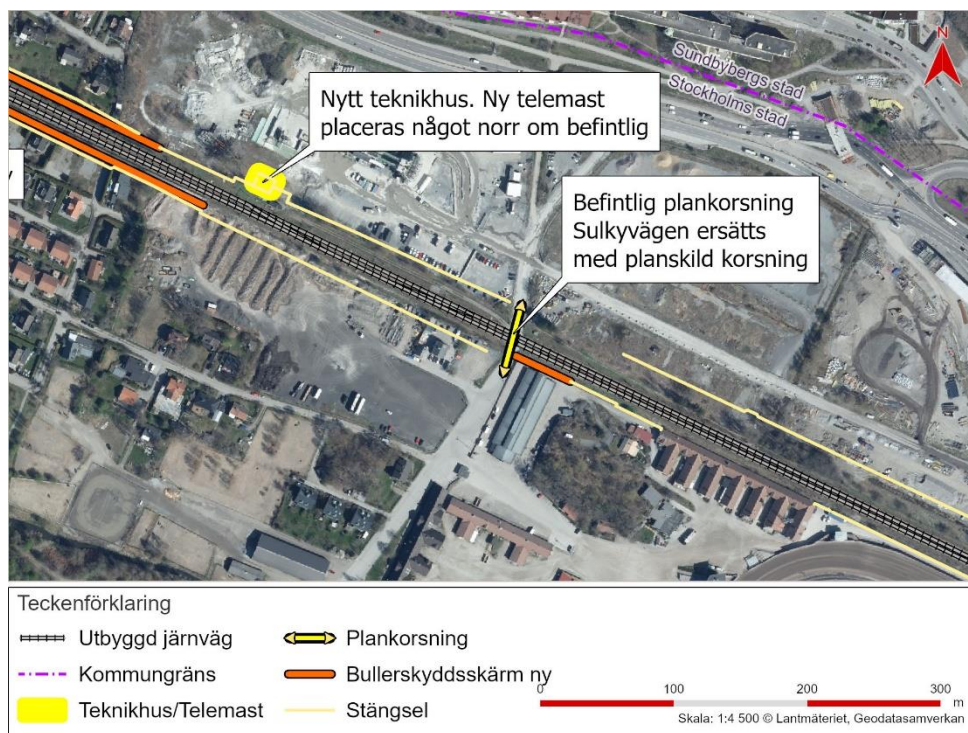 N
Sundbybergs stad
Stockholms stad
Nytt teknikhus. Ny telemast
placeras något norr om befintlig
Befintlig plankorsning
Sulkyvägen ersätts
med planskild korsning
Teckenförklaring
Utbyggd järnväg
Kommungräns
Teknikhus/Telemast
Plankorsning
Bullerskyddsskärm ny
Stängsel
0 100 200 300
m
Skala: 1:4 500 © Lantmäteriet, Geodatasamverkan